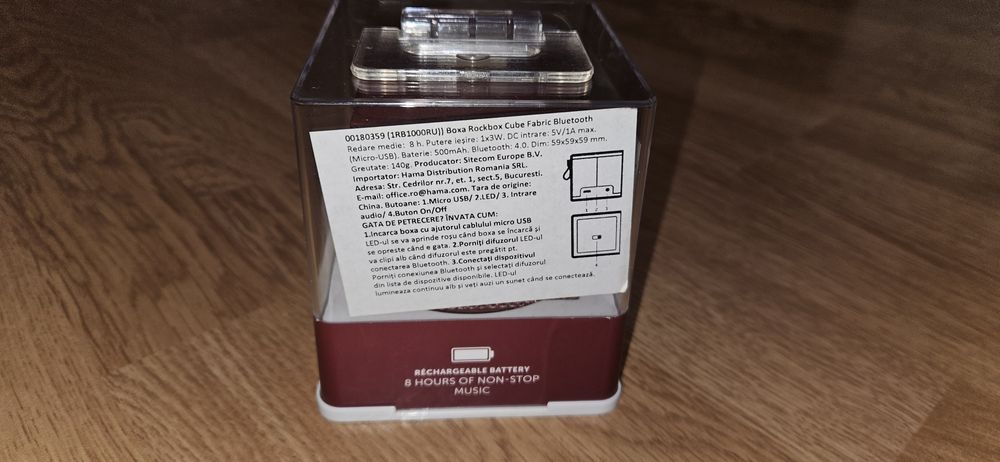 00180359 (1RB1000RU)) Boxa Rockbox Cube Fabric Bluetooth
Redare medie: 8 h. Putere ieșire: 1x3W. DC intrare: 5V/1A max.
(Micro-USB). Baterie: 500mAh. Bluetooth: 4.0. Dim: 59x59x59 mm.
Greutate: 140g. Producator: Sitecom Europe B.V.
Importator: Hama Distribution Romania SRL.
Adresa: Str. Cedrilor nr.7, et. 1, sect.5, Bucuresti.
E-mail: office.ro@hama.com. Tara de origine:
China. Butoane: 1.Micro USB/ 2.LED/ 3. Intrare
audio/ 4.Buton On/Off
GATA DE PETRECERE? ÎNVATA CUM:
1.Incarca boxa cu ajutorul cablului micro USB
LED-ul se va aprinde roșu când boxa se încarcă și
se oprește când e gata. 2.Porniți difuzorul LED-ul
va clipi alb când difuzorul este pregătit pt.
conectarea Bluetooth. 3.Conectați dispozitivul
Porniți conexiunea Bluetooth și selectați difuzorul
din lista de dispozitive disponibile. LED-ul
lumineaza continuu alb și veți auzi un sunet când se conectează.
1 2 3
4
RECHARGEABLE BATTERY
8 HOURS OF NON-STOP
MUSIC